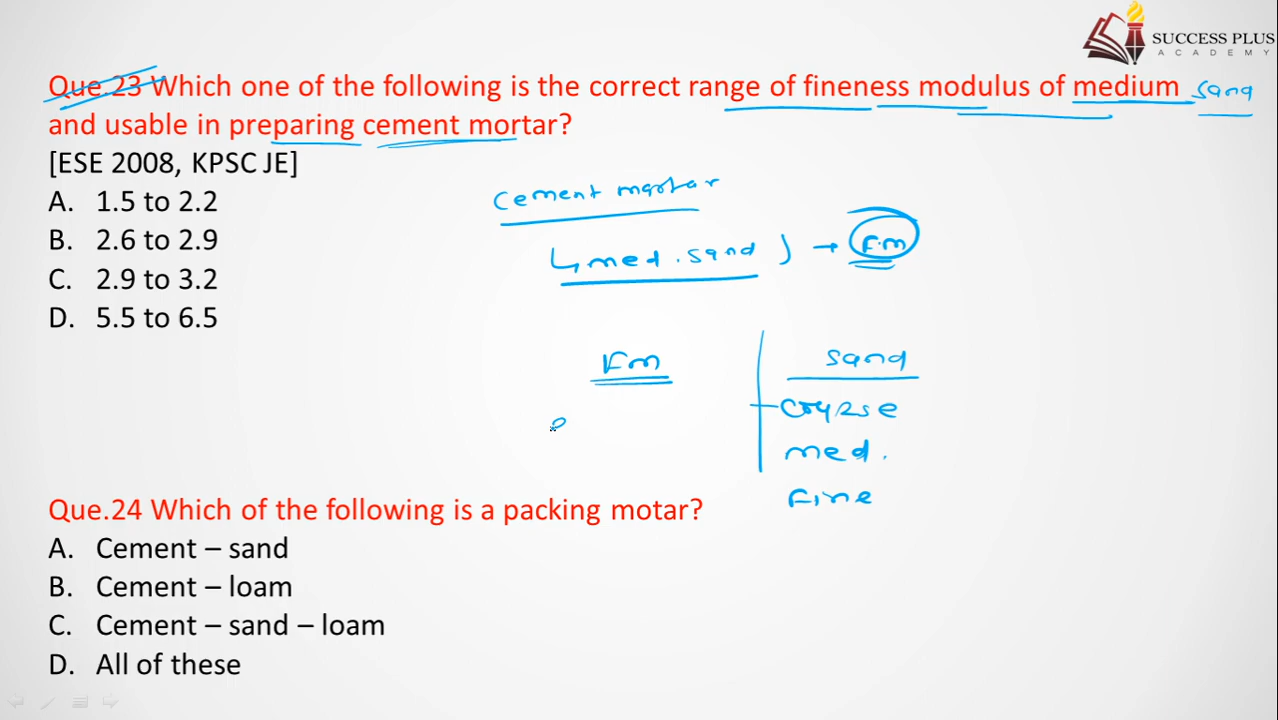 SUCCESS PLUS
ACADEMY
Que.23 Which one of the following is the correct range of fineness modulus of medium sand
and usable in preparing cement mortar?
[ESE 2008, KPSC JE]
A. 1.5 to 2.2
B. 2.6 to 2.9
C. 2.9 to 3.2
D. 5.5 to 6.5
cement mortar
med. sand ) → F.M
FM
sand
coarse
med.
Fine
Que.24 Which of the following is a packing motar?
A. Cement – sand
B. Cement – loam
C. Cement – sand – loam
D. All of these